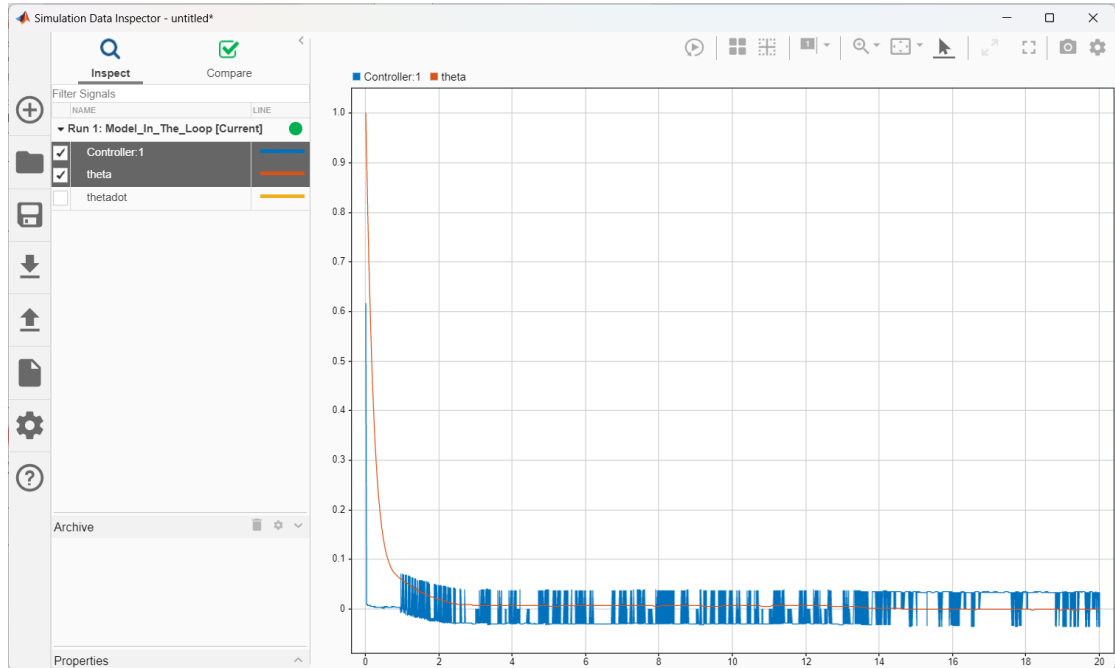 Simulation Data Inspector - untitled*
Inspect
Compare
Filter Signals
NAME
LINE
Run 1: Model_In_The_Loop [Current]
Controller:1
theta
thetadot
Archive
Properties
1
Controller:1 theta
1.0
0.9
0.8
0.7
0.6
0.5
0.4
0.3
0.2
0.1
0
0 2 4 6 8 10 12 14 16 18 20